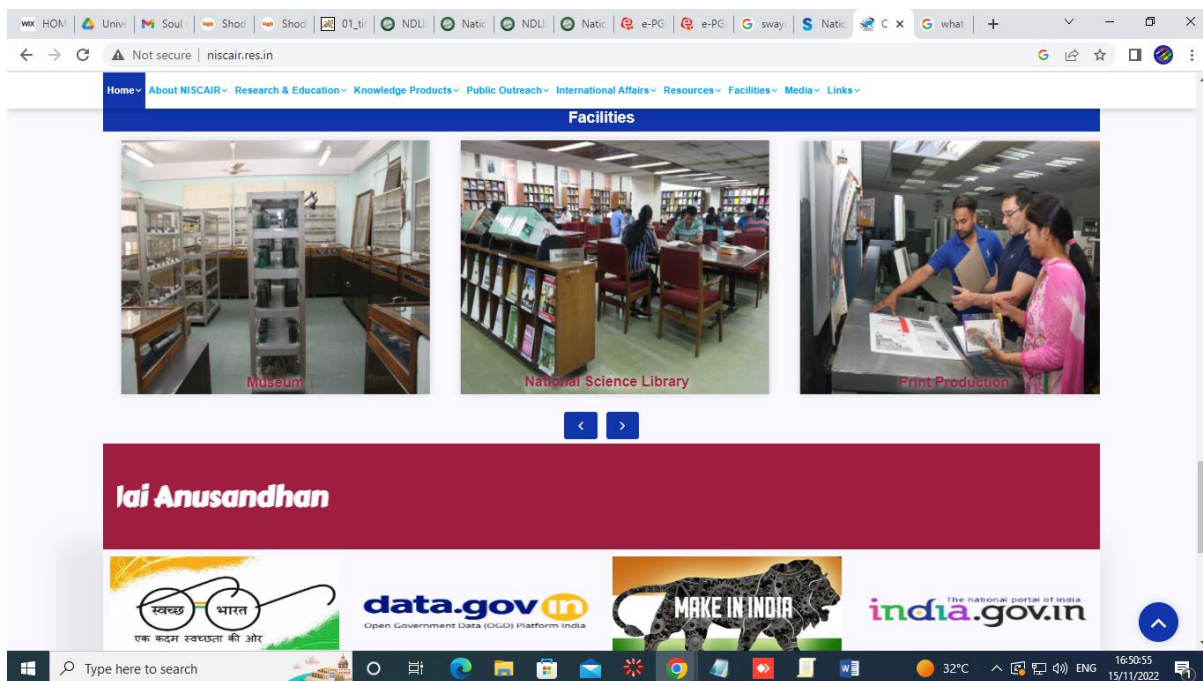 WIX HOM
Unive
Soul
Shod
Shod
01_ti
NDLI
Natic
NDLI
Natic
e-PG
e-PG
sway
Natic
C
what
Not secure | niscair.res.in
Home About NISCAIR Research & Education Knowledge Products Public Outreach International Affairs Resources Facilities Media Links
Facilities
Museum
National Science Library
Print Production
Jai Anusandhan
स्वच्छ भारत
एक कदम स्वच्छता की ओर
data.gov in
Open Government Data (OGD) Platform India
MAKE IN INDIA
The national portal of India
india.gov.in
Type here to search
32°C
ENG
16:50:55
15/11/2022